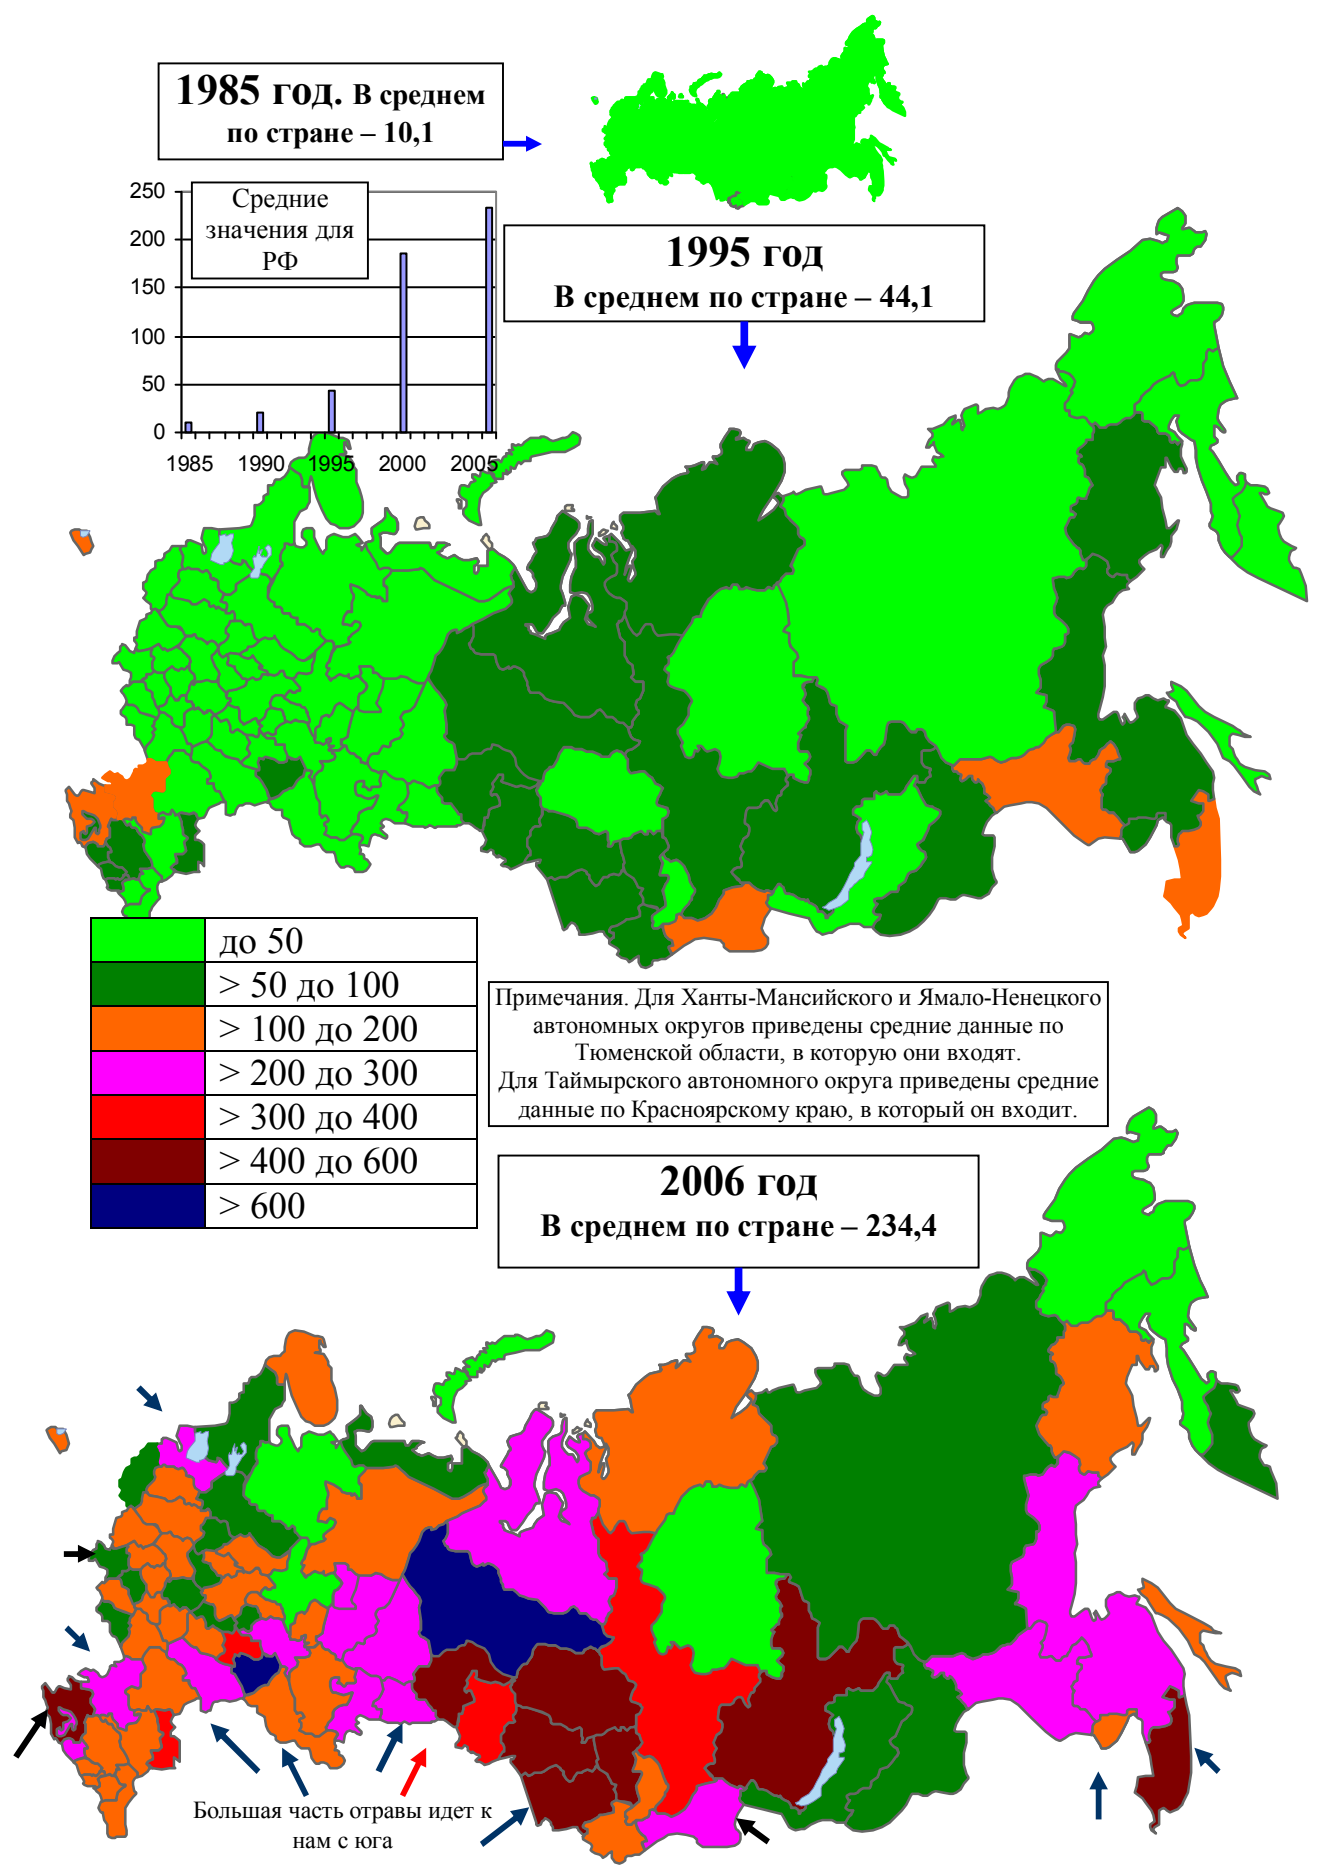 1985 год. В среднем
по стране – 10,1
250
200
150
100
50
0
Средние
значения для
РФ
1985 1990 1995 2000 2005
1995 год
В среднем по стране – 44,1
до 50
> 50 до 100
> 100 до 200
> 200 до 300
> 300 до 400
> 400 до 600
> 600
Примечания. Для Ханты-Мансийского и Ямало-Ненецкого
автономных округов приведены средние данные по
Тюменской области, в которую они входят.
Для Таймырского автономного округа приведены средние
данные по Красноярскому краю, в который он входит.
2006 год
В среднем по стране – 234,4
Большая часть отравы идет к
нам с юга